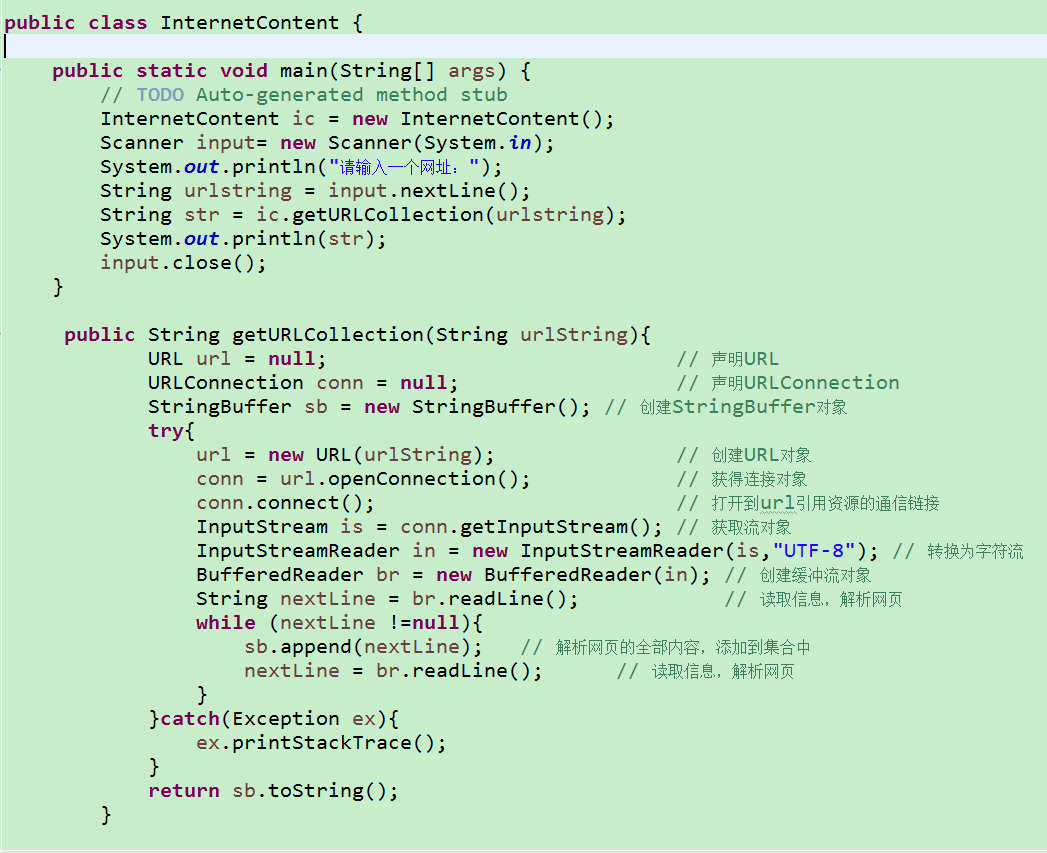 public class InternetContent {
public static void main(String[] args) {
// TODO Auto-generated method stub
InternetContent ic = new InternetContent();
Scanner input= new Scanner(System.in);
System.out.println("请输入一个网址：");
String urlstring = input.nextLine();
String str = ic.getURLCollection(urlstring);
System.out.println(str);
input.close();
}
public String getURLCollection(String urlString){
URL url = null; // 声明URL
URLConnection conn = null; // 声明URLConnection
StringBuffer sb = new StringBuffer(); // 创建StringBuffer对象
try{
url = new URL(urlString); // 创建URL对象
conn = url.openConnection(); // 获得连接对象
conn.connect(); // 打开到url引用资源的通信链接
InputStream is = conn.getInputStream(); // 获取流对象
InputStreamReader in = new InputStreamReader(is,"UTF-8"); // 转换为字符流
BufferedReader br = new BufferedReader(in); // 创建缓冲流对象
String nextLine = br.readLine(); // 读取信息，解析网页
while (nextLine !=null){
sb.append(nextLine); // 解析网页的全部内容，添加到集合中
nextLine = br.readLine(); // 读取信息，解析网页
}
}catch(Exception ex){
ex.printStackTrace();
}
return sb.toString();
}